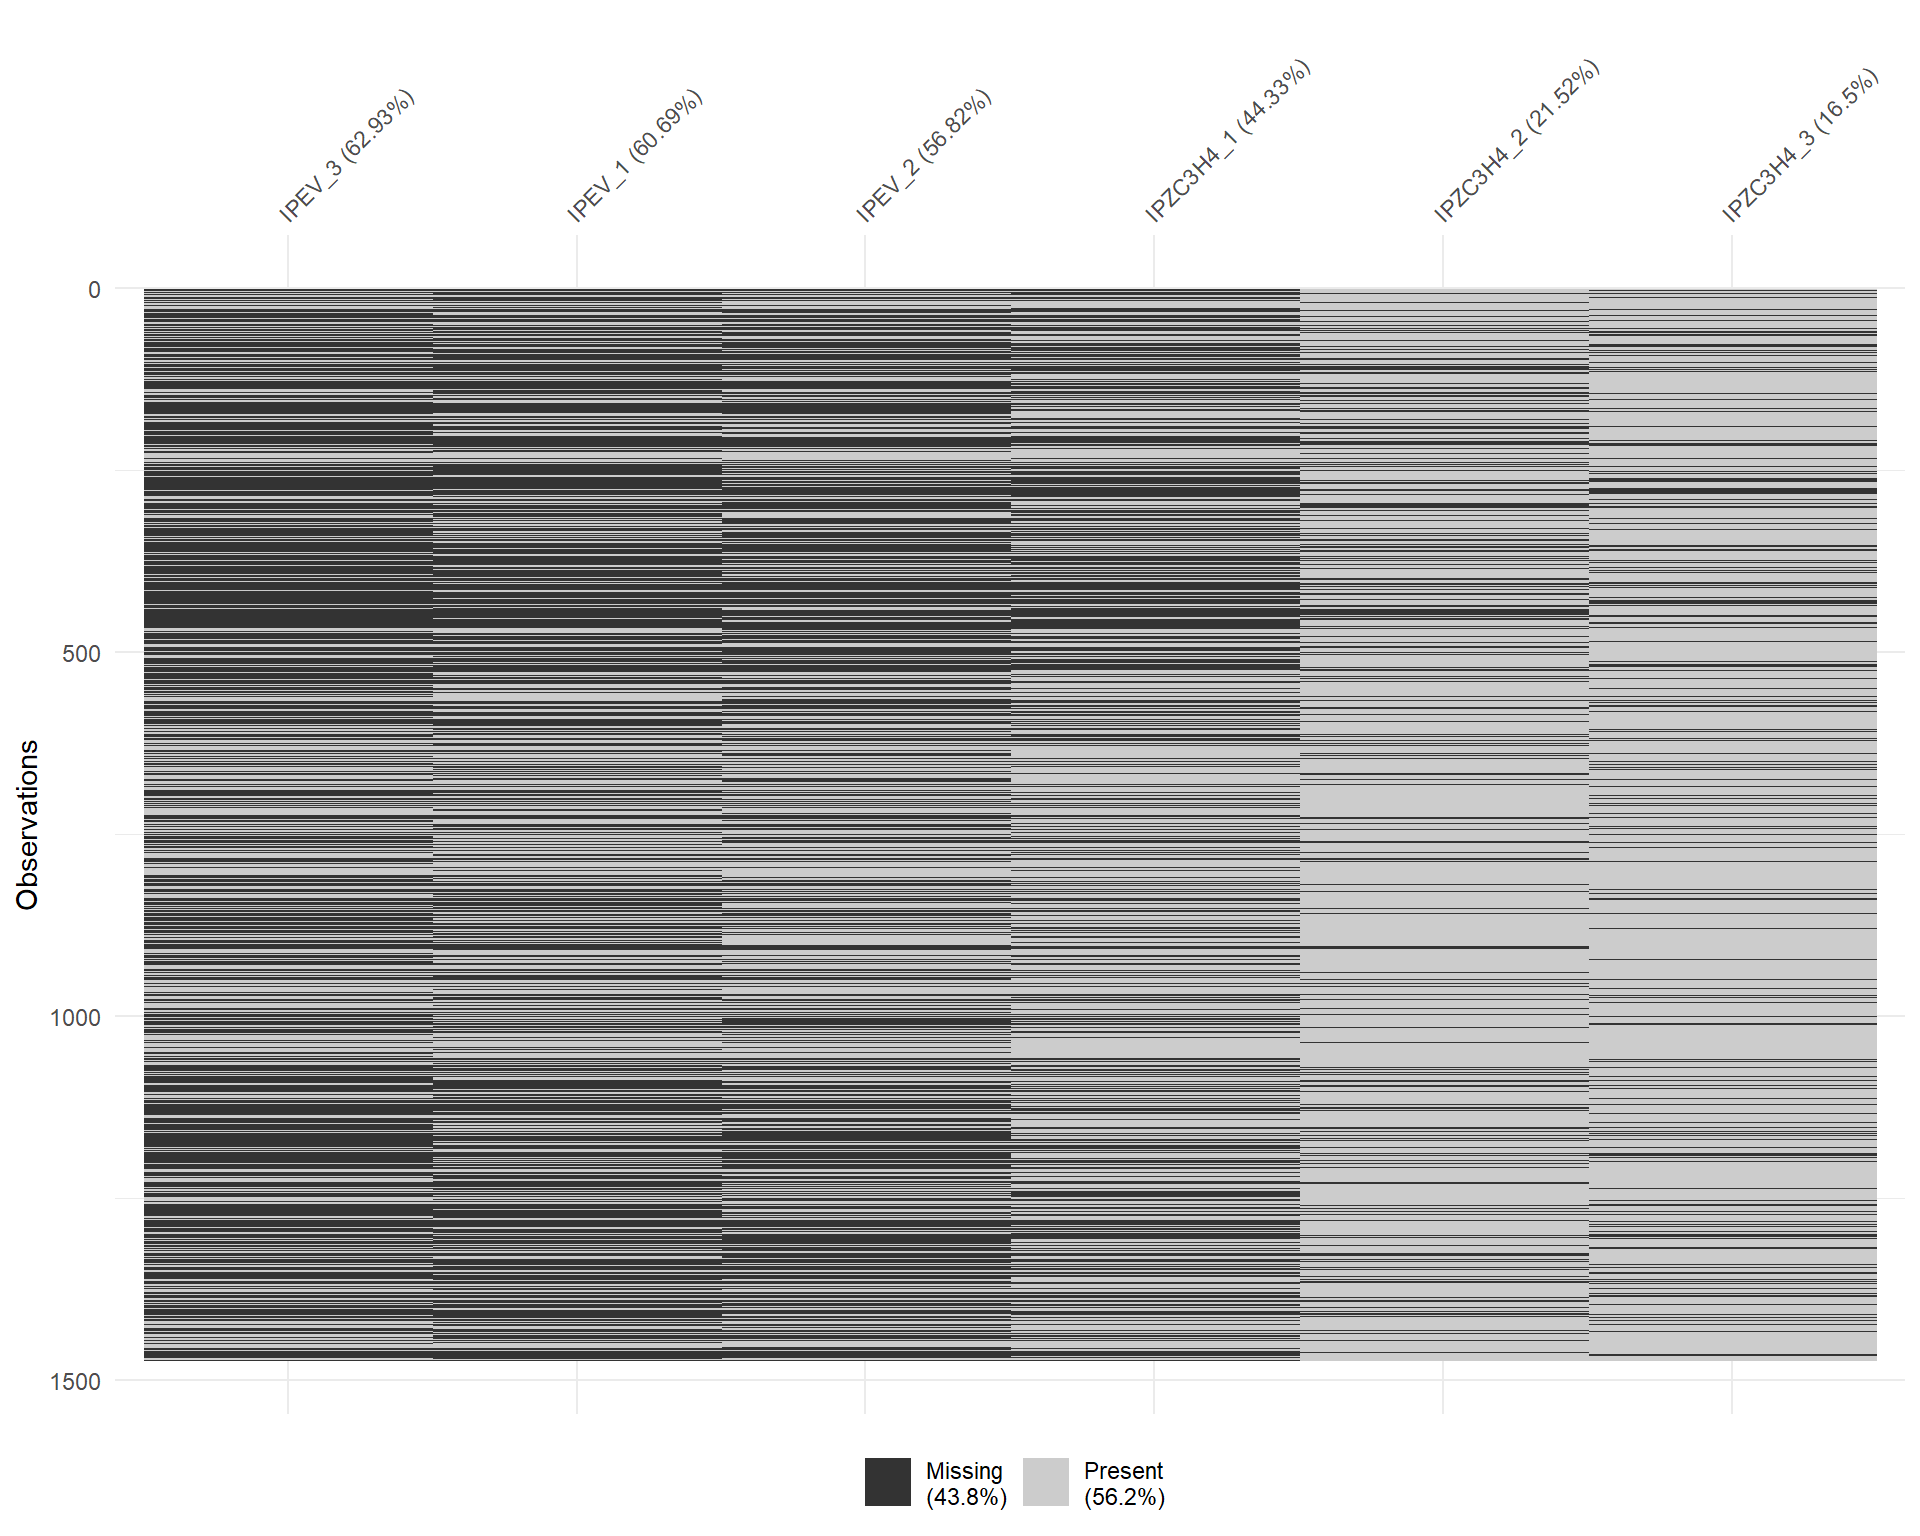 IPEV_3 (62.93%)
IPEV_1 (60.69%)
IPEV_2 (56.82%)
IPZC3H4_1 (44.33%)
IPZC3H4_2 (21.52%)
IPZC3H4_3 (16.5%)
0
500
1000
1500
Observations
Missing
(43.8%)
Present
(56.2%)